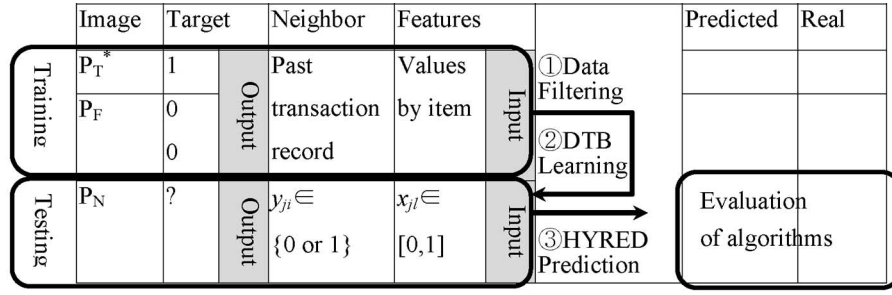 Image Target Neighbor Features Predicted Real
Training
P_T* 1 Output Past Values Input ①Data
Filtering
P_F 0 transaction by item
0 record ②DTB
Learning
Testing
P_N ? Output y_ji∈ x_jl∈ Input
{0 or 1} [0,1] ③HYRED
Prediction
Evaluation
of algorithms